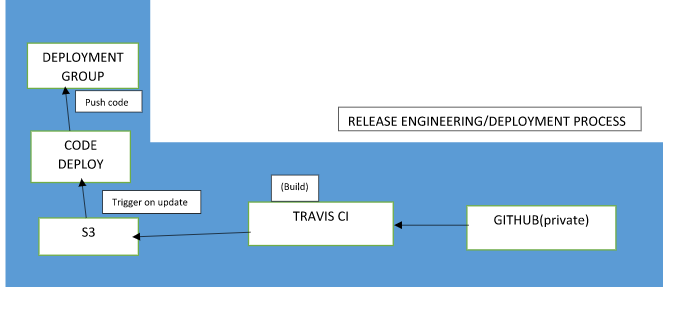 DEPLOYMENT
GROUP
Push code
RELEASE ENGINEERING/DEPLOYMENT PROCESS
CODE
DEPLOY
(Build)
Trigger on update
TRAVIS CI
GITHUB(private)
S3